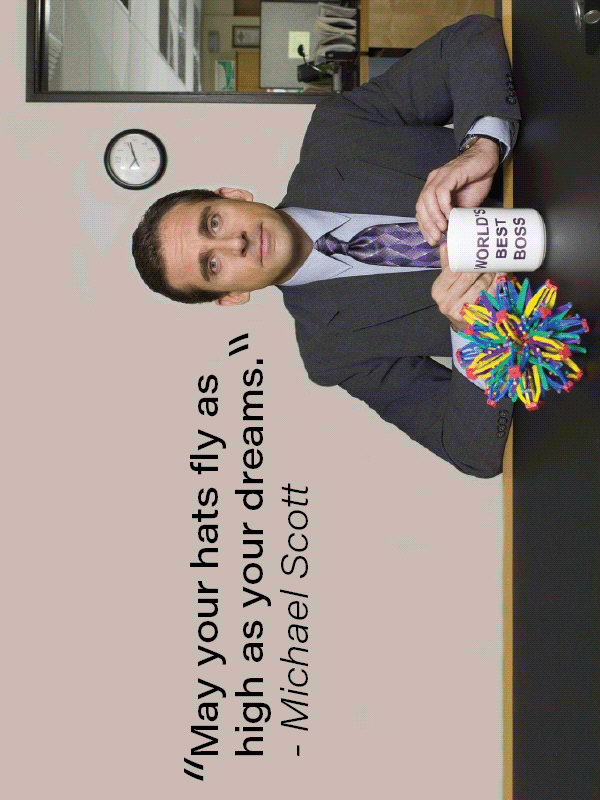 “May your hats fly as
high as your dreams.”
- Michael Scott
WORLD'S
BEST
BOSS